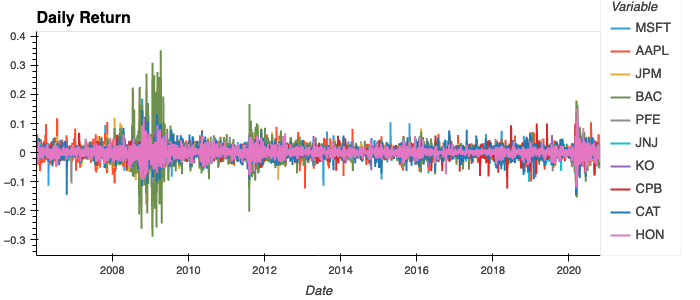 Daily Return
Variable
MSFT
AAPL
JPM
BAC
PFE
JNJ
KO
CPB
CAT
HON
0.4
0.3
0.2
0.1
0
−0.1
−0.2
−0.3
2008 2010 2012 2014 2016 2018 2020
Date